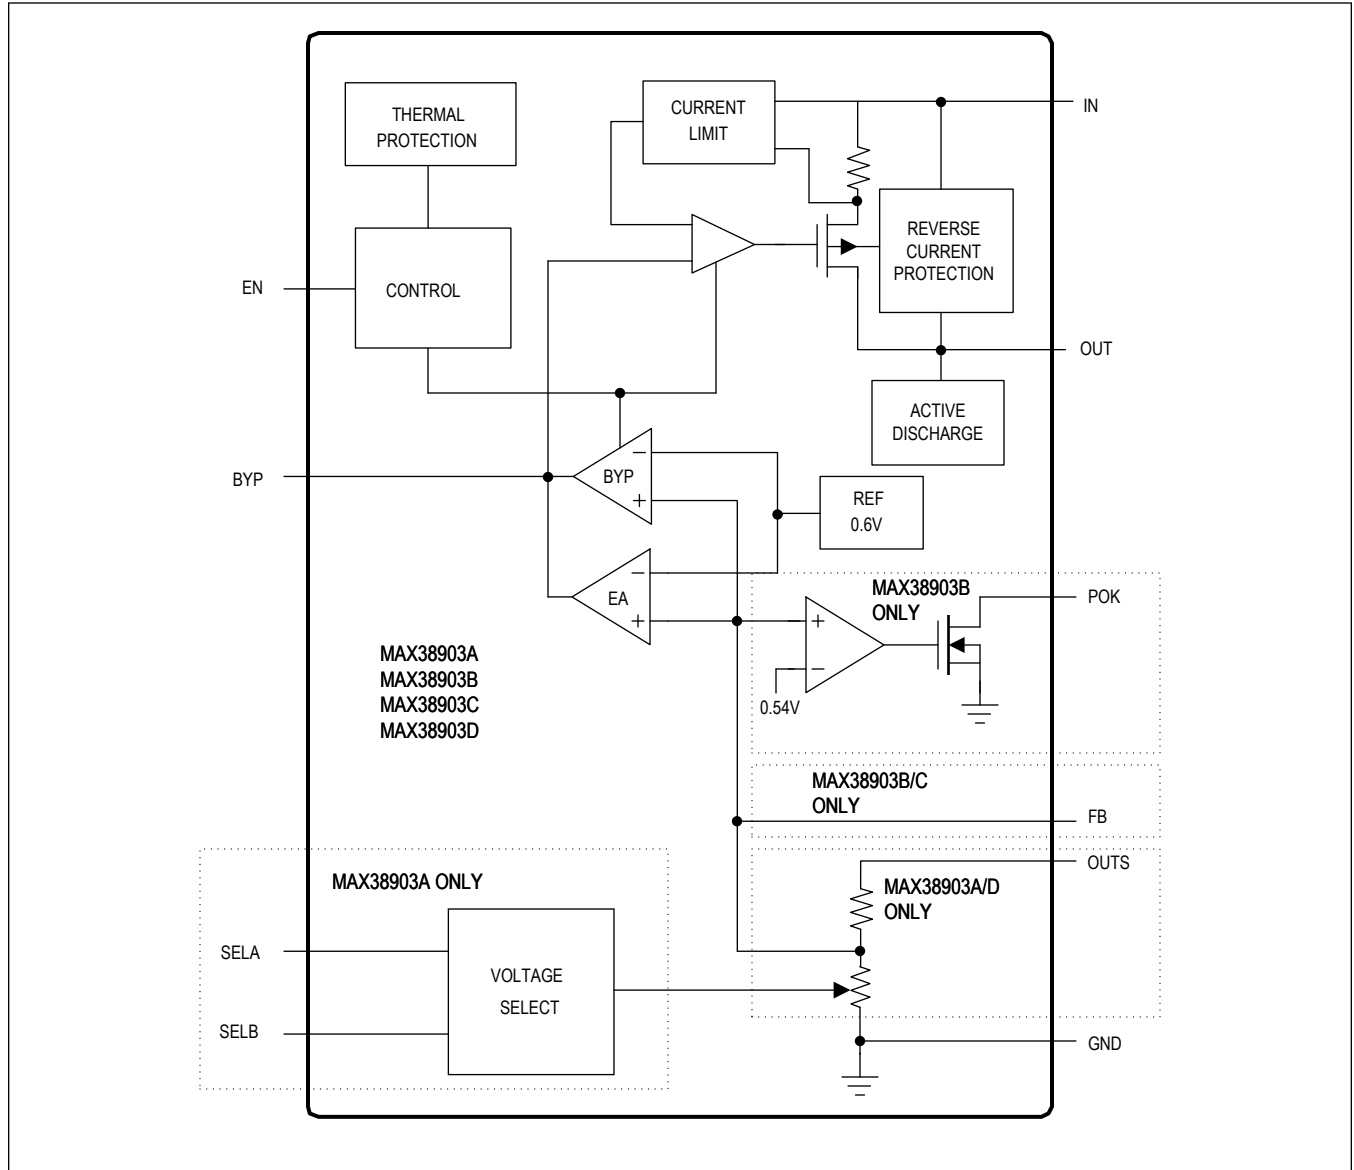 THERMAL
PROTECTION
CURRENT
LIMIT
IN
REVERSE
CURRENT
PROTECTION
EN
CONTROL
OUT
ACTIVE
DISCHARGE
BYP
−
BYP
+
REF
0.6V
−
EA
+
MAX38903B
ONLY
POK
+
−
0.54V
MAX38903A
MAX38903B
MAX38903C
MAX38903D
MAX38903B/C
ONLY
FB
OUTS
MAX38903A/D
ONLY
MAX38903A ONLY
SELA
VOLTAGE
SELECT
SELB
GND